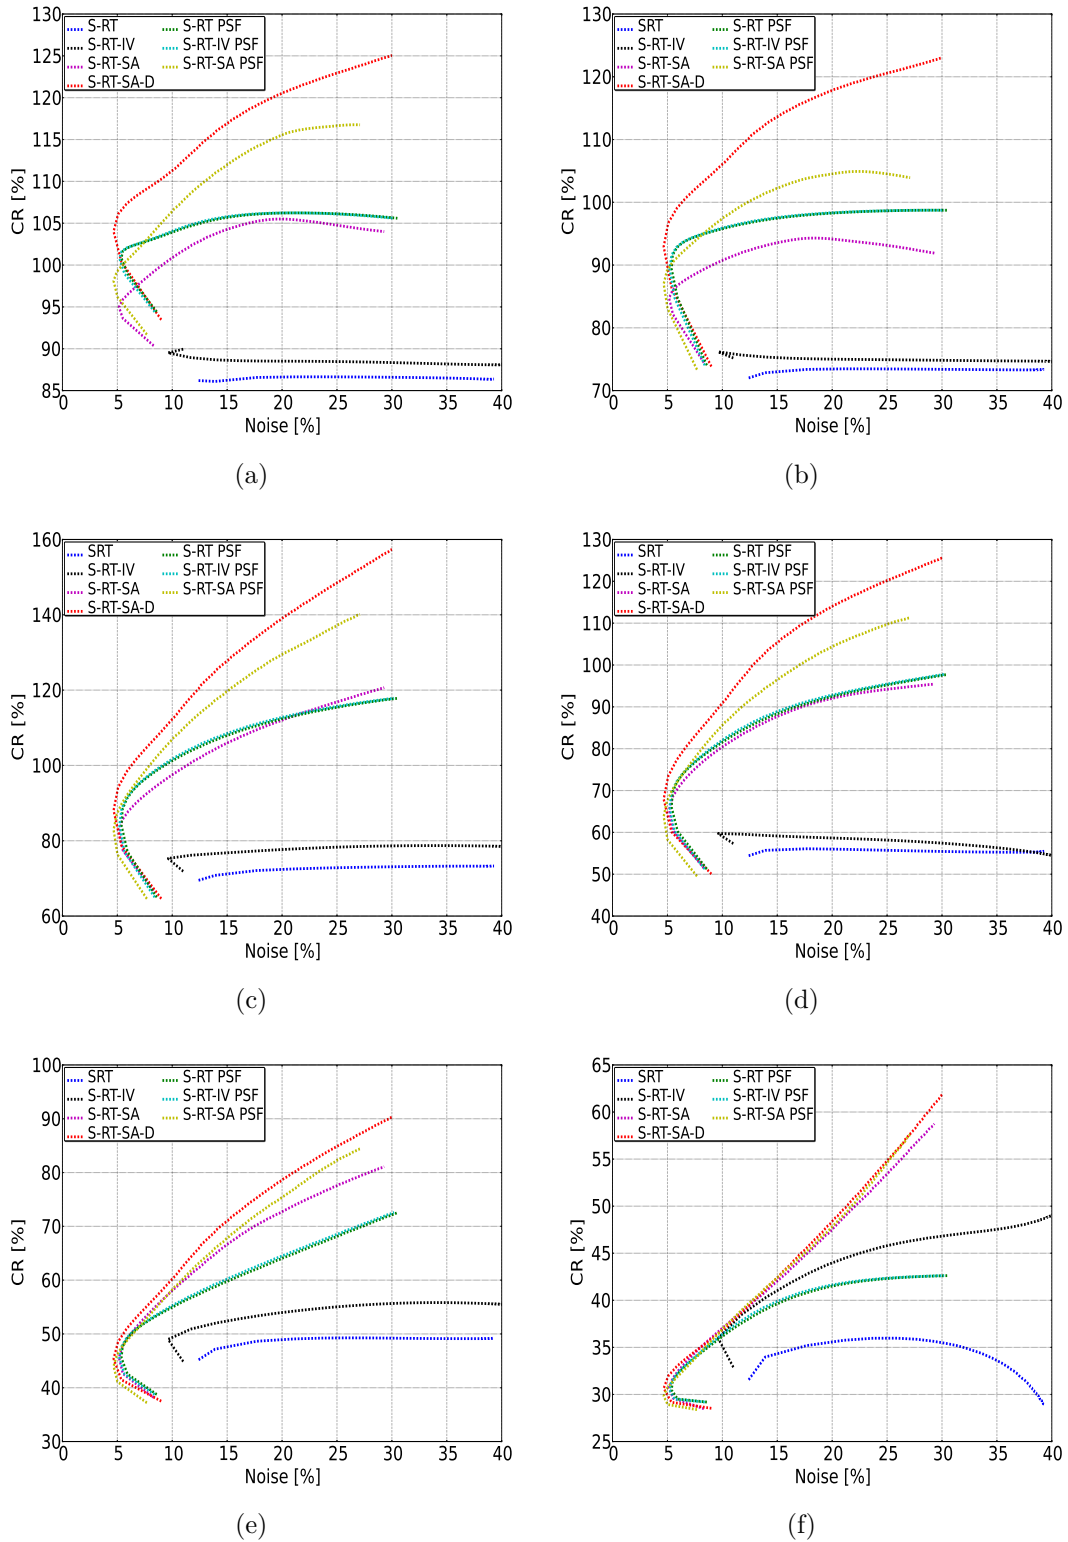 130
125
120
115
110
105
100
95
90
85
CR [%]
S-RT
S-RT-IV
S-RT-SA
S-RT-SA-D
S-RT PSF
S-RT-IV PSF
S-RT-SA PSF
0 5 10 15 20 25 30 35 40
Noise [%]
(a)
130
120
110
100
90
80
70
CR [%]
SRT
S-RT-IV
S-RT-SA
S-RT-SA-D
S-RT PSF
S-RT-IV PSF
S-RT-SA PSF
0 5 10 15 20 25 30 35 40
Noise [%]
(b)
160
140
120
100
80
60
CR [%]
SRT
S-RT-IV
S-RT-SA
S-RT-SA-D
S-RT PSF
S-RT-IV PSF
S-RT-SA PSF
0 5 10 15 20 25 30 35 40
Noise [%]
(c)
130
120
110
100
90
80
70
60
50
40
CR [%]
SRT
S-RT-IV
S-RT-SA
S-RT-SA-D
S-RT PSF
S-RT-IV PSF
S-RT-SA PSF
0 5 10 15 20 25 30 35 40
Noise [%]
(d)
100
90
80
70
60
50
40
30
CR [%]
SRT
S-RT-IV
S-RT-SA
S-RT-SA-D
S-RT PSF
S-RT-IV PSF
S-RT-SA PSF
0 5 10 15 20 25 30 35 40
Noise [%]
(e)
65
60
55
50
45
40
35
30
25
CR [%]
SRT
S-RT-IV
S-RT-SA
S-RT-SA-D
S-RT PSF
S-RT-IV PSF
S-RT-SA PSF
0 5 10 15 20 25 30 35 40
Noise [%]
(f)